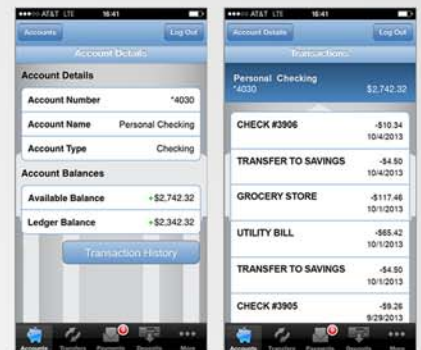 AT&T LTE 16:41
Accounts Log Out
Account Details
Account Details
Account Number *4030
Account Name Personal Checking
Account Type Checking
Account Balances
Available Balance +$2,742.32
Ledger Balance +$2,342.32
Transaction History
Accounts Transfers Payments Deposits More
AT&T LTE 16:41
Account Details Log Out
Transactions
Personal Checking
*4030 $2,742.32
CHECK #3906 -$10.34
10/4/2013
TRANSFER TO SAVINGS -$4.50
10/4/2013
GROCERY STORE -$117.46
10/1/2013
UTILITY BILL -$65.42
10/1/2013
TRANSFER TO SAVINGS -$4.50
10/1/2013
CHECK #3905 -$9.26
9/29/2013
Accounts Transfers Payments Deposits More